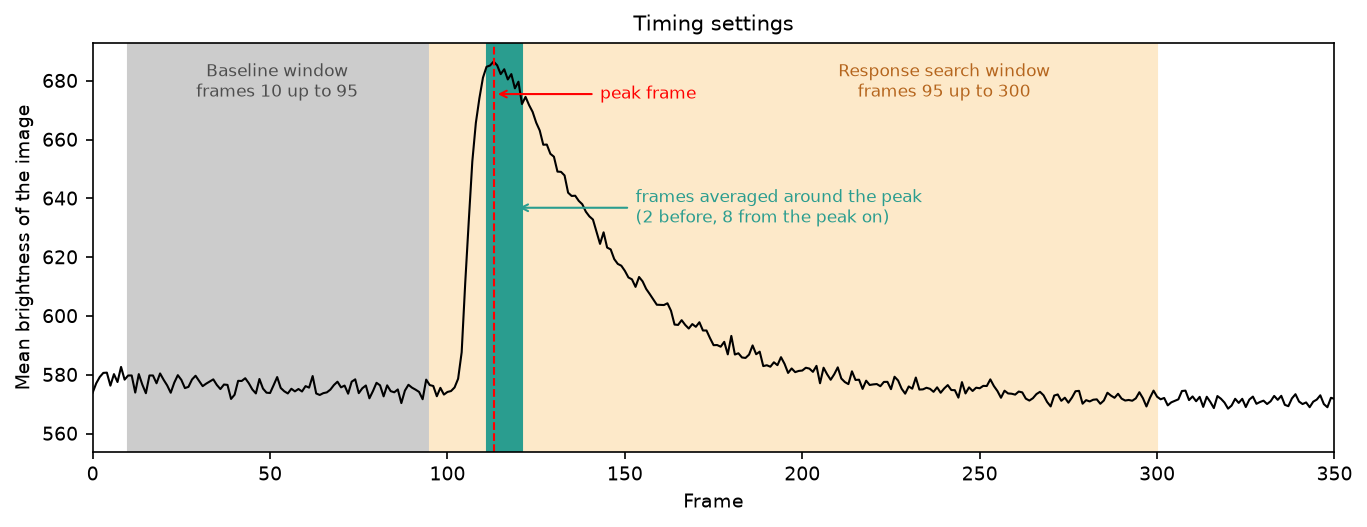 Timing settings
Mean brightness of the image
680
660
640
620
600
580
560
Baseline window
frames 10 up to 95
peak frame
Response search window
frames 95 up to 300
frames averaged around the peak
(2 before, 8 from the peak on)
0 50 100 150 200 250 300 350
Frame